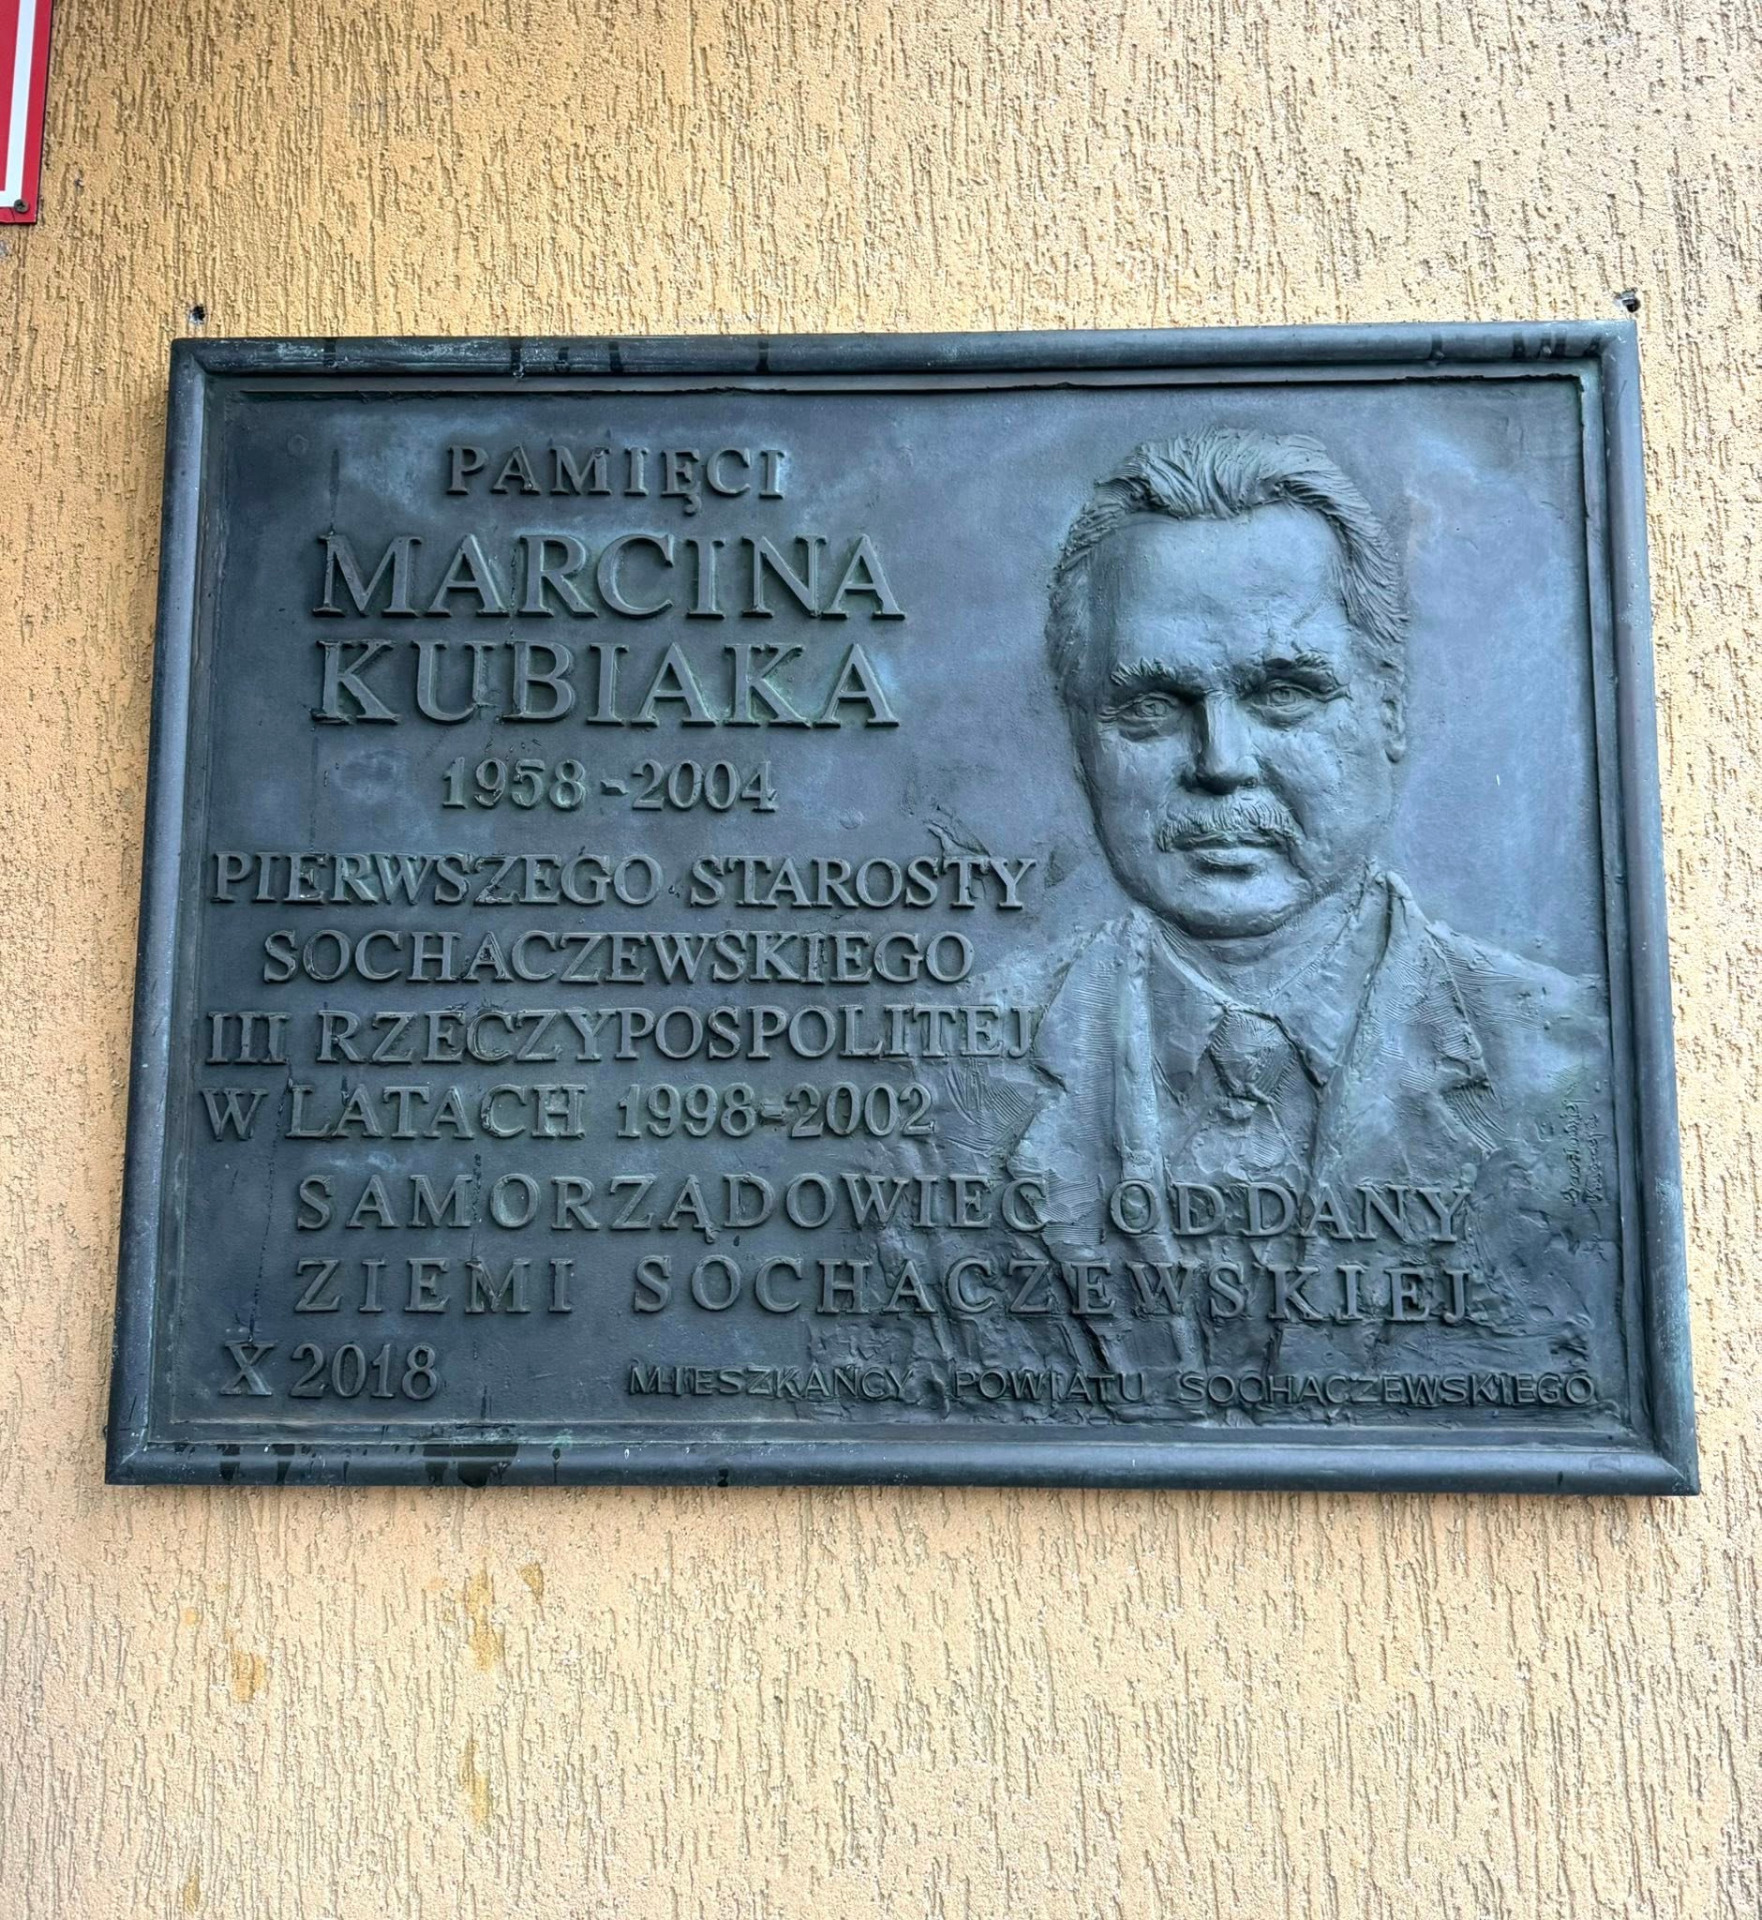 PAMIĘCI
MARCINA
KUBIAKA
1958-2004
PIERWSZEGO STAROSTY
SOCHACZEWSKIEGO
III RZECZYPOSPOLITEJ
W LATACH 1998-2002
SAMORZĄDOWIEC ODDANY
ZIEMI SOCHACZEWSKIEJ
X 2018
MIESZKAŃCY POWIATU SOCHACZEWSKIEGO